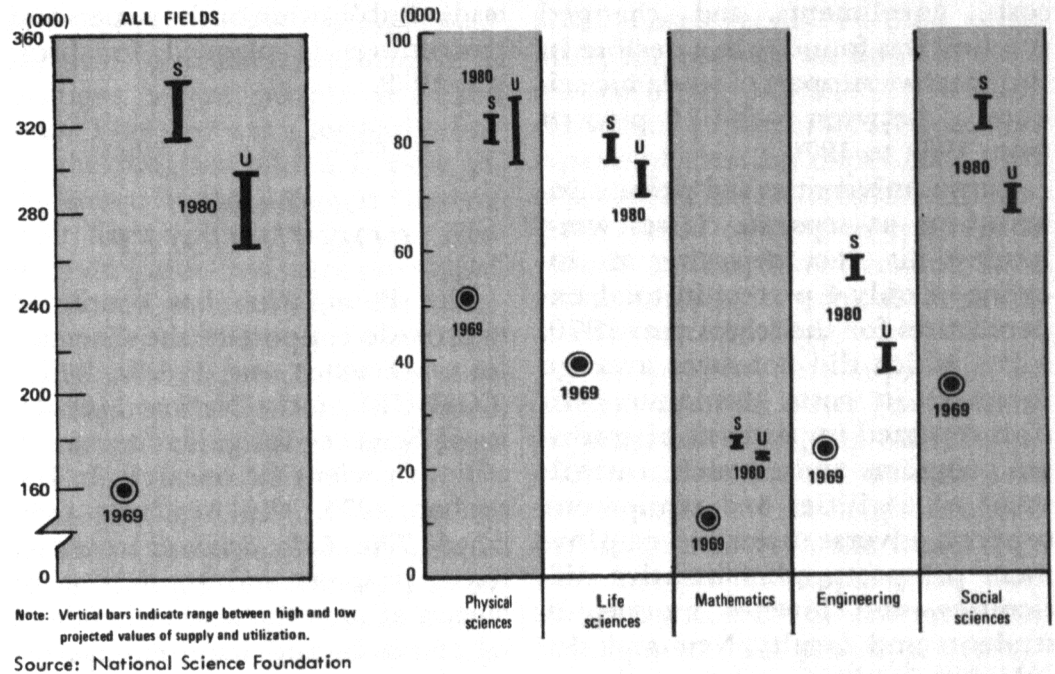 ALL FIELDS
(000)
360
320
280
240
200
160
0
S
U
1980
1969
(000)
100
80
60
40
20
0
1980
S
U
1969
S
U
1980
1969
S
U
1980
1969
S
1980
U
1969
S
1980
U
1969
Physical sciences
Life sciences
Mathematics
Engineering
Social sciences
Note: Vertical bars indicate range between high and low
projected values of supply and utilization.
Source: National Science Foundation